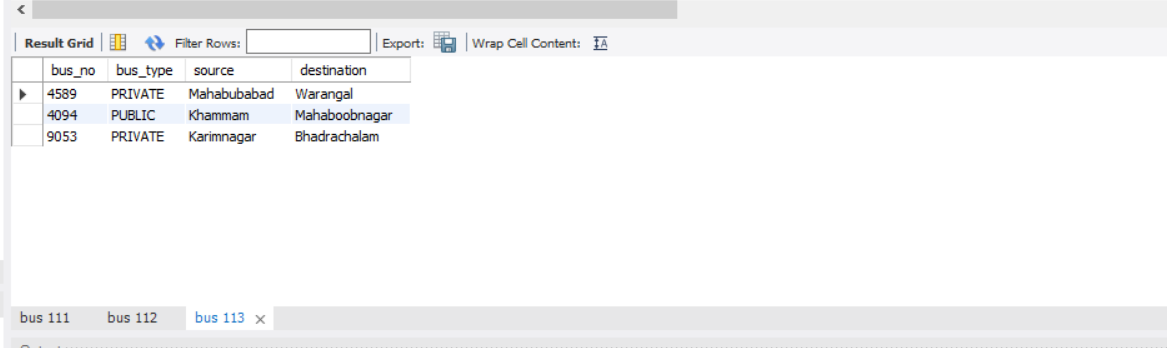 Result Grid Filter Rows: Export: Wrap Cell Content:
bus_no bus_type source destination
4589 PRIVATE Mahabubabad Warangal
4094 PUBLIC Khammam Mahaboobnagar
9053 PRIVATE Karimnagar Bhadrachalam
bus 111 bus 112 bus 113